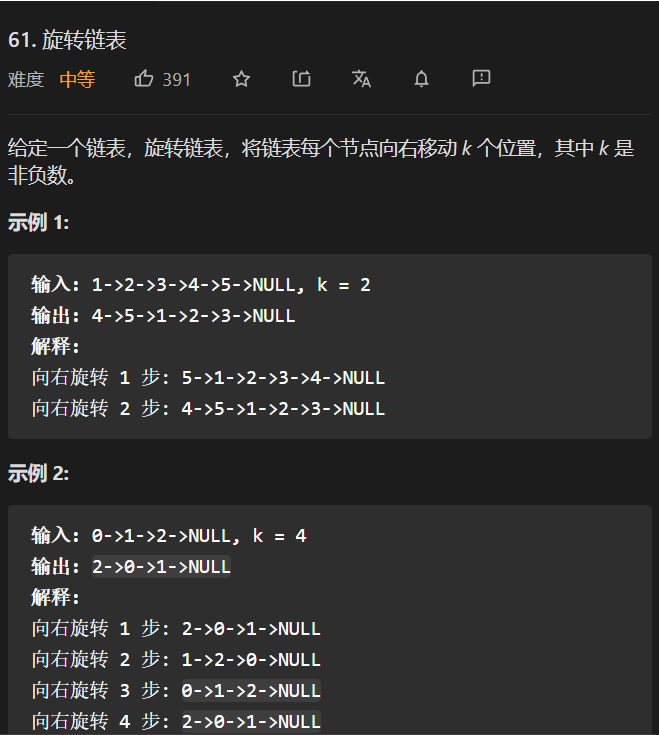 61. 旋转链表
难度 中等 391
给定一个链表，旋转链表，将链表每个节点向右移动 k 个位置，其中 k 是
非负数。
示例 1:
输入: 1->2->3->4->5->NULL, k = 2
输出: 4->5->1->2->3->NULL
解释:
向右旋转 1 步: 5->1->2->3->4->NULL
向右旋转 2 步: 4->5->1->2->3->NULL
示例 2:
输入: 0->1->2->NULL, k = 4
输出: 2->0->1->NULL
解释:
向右旋转 1 步: 2->0->1->NULL
向右旋转 2 步: 1->2->0->NULL
向右旋转 3 步: 0->1->2->NULL
向右旋转 4 步: 2->0->1->NULL